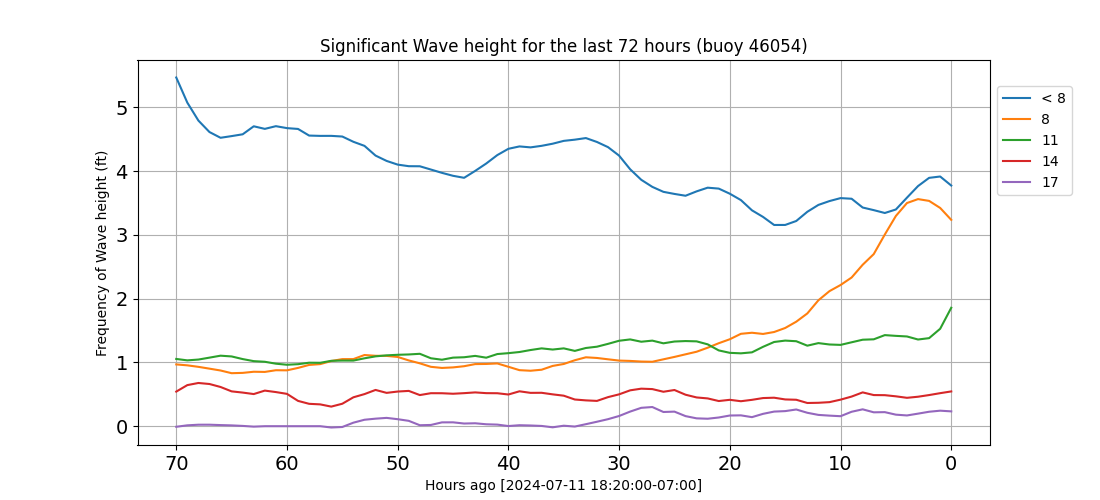 Significant Wave height for the last 72 hours (buoy 46054)
Frequency of Wave height (ft)
5
4
3
2
1
0
70 60 50 40 30 20 10 0
Hours ago [2024-07-11 18:20:00-07:00]
< 8
8
11
14
17